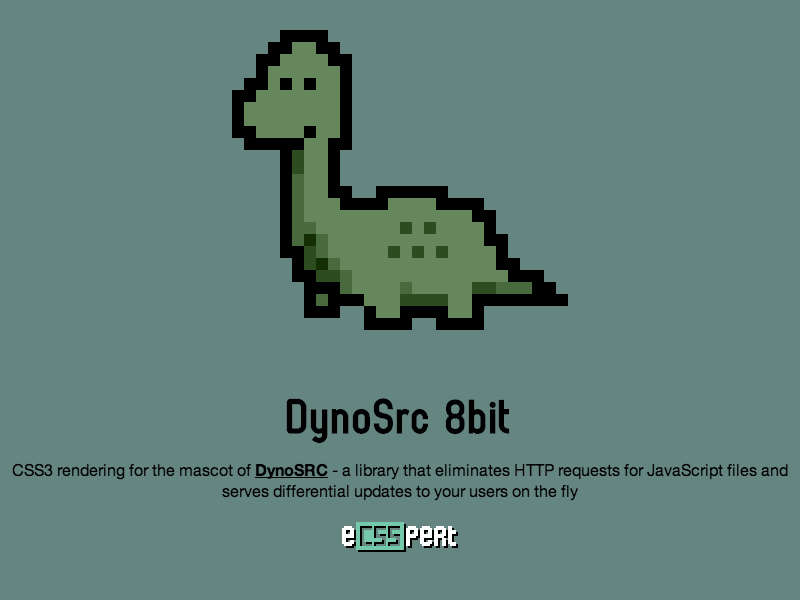 DynoSrc 8bit
CSS3 rendering for the mascot of DynoSRC - a library that eliminates HTTP requests for JavaScript files and
serves differential updates to your users on the fly
eCSSpert